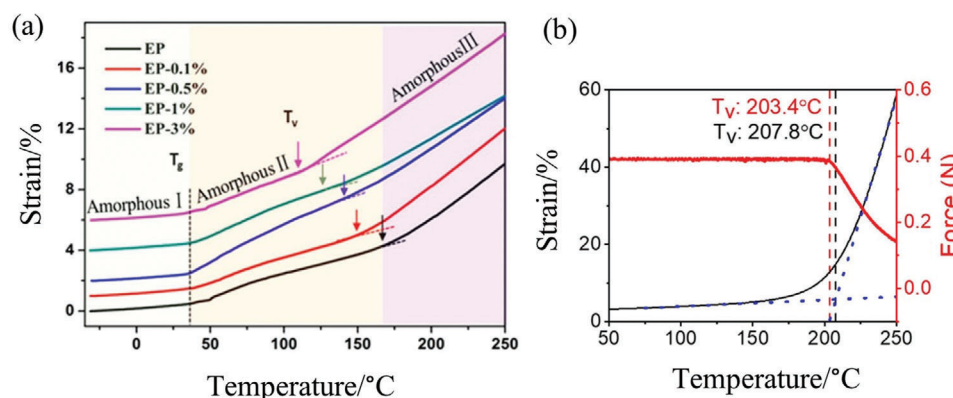 (a)
EP
EP-0.1%
EP-0.5%
EP-1%
EP-3%
Amorphous I
Tg
Amorphous II
Tv
Amorphous III
16
12
8
4
0
Strain/%
0 50 100 150 200 250
Temperature/°C
(b)
Tv: 203.4°C
Tv: 207.8°C
60
40
20
0
Strain/%
0.6
0.4
0.2
0.0
Force (N)
50 100 150 200 250
Temperature/°C